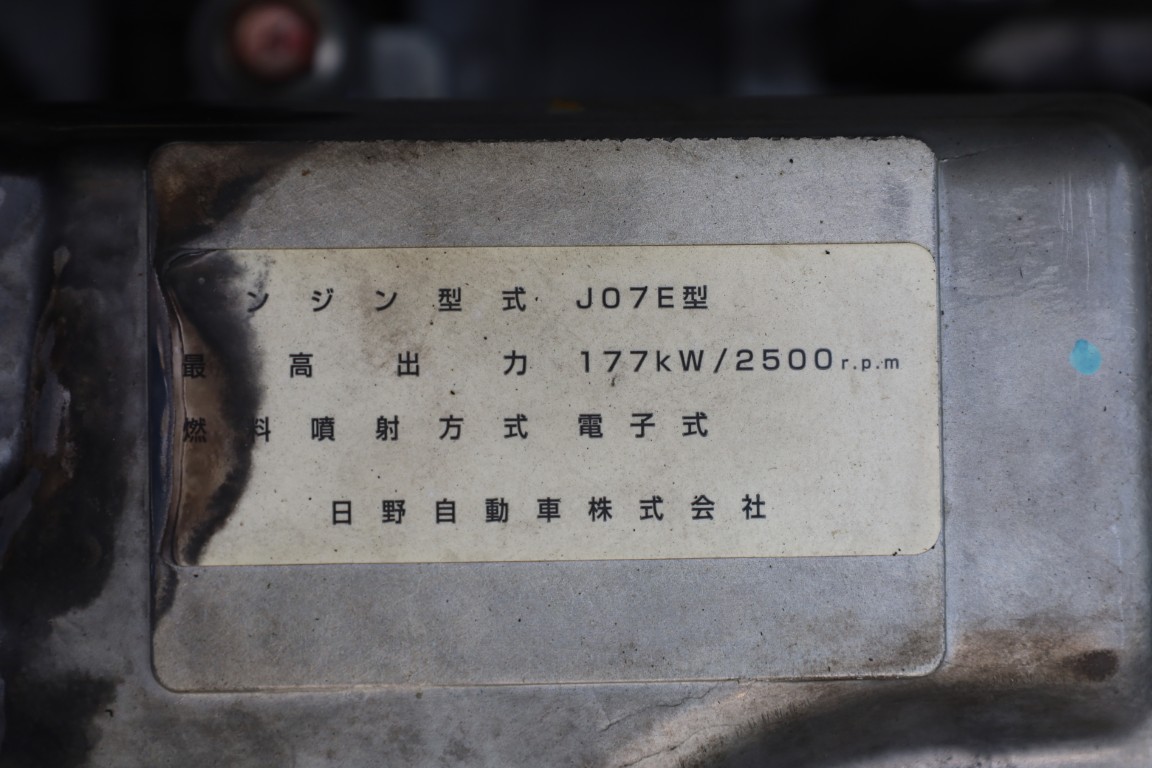 ンジン型式 J07E型
最高出力 177kW/2500r.p.m
燃料噴射方式 電子式
日野自動車株式会社